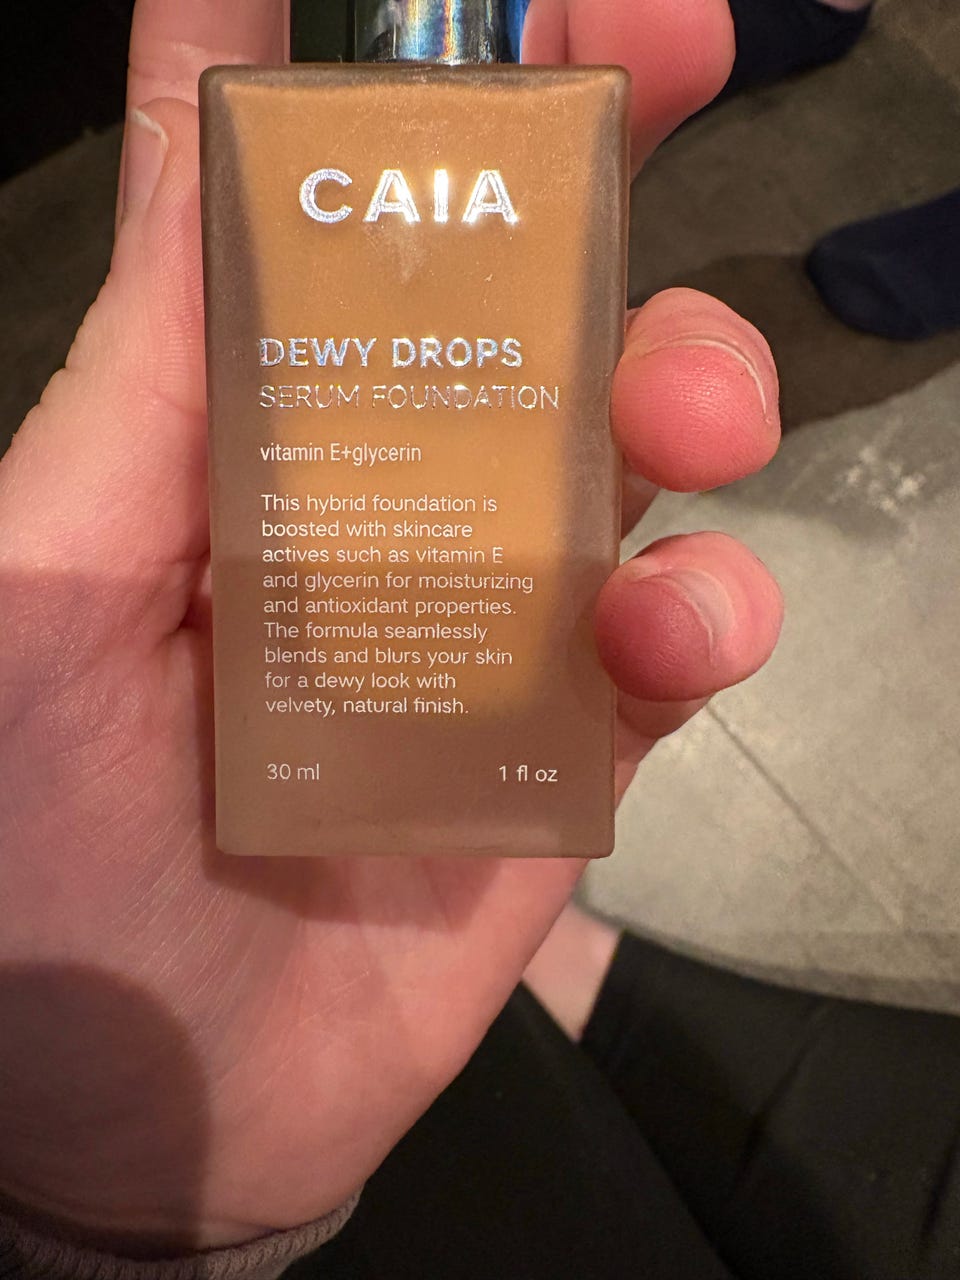 CAIA
DEWY DROPS
SERUM FOUNDATION
vitamin E+glycerin
This hybrid foundation is
boosted with skincare
actives such as vitamin E
and glycerin for moisturizing
and antioxidant properties.
The formula seamlessly
blends and blurs your skin
for a dewy look with
velvety, natural finish.
30 ml 1 fl oz